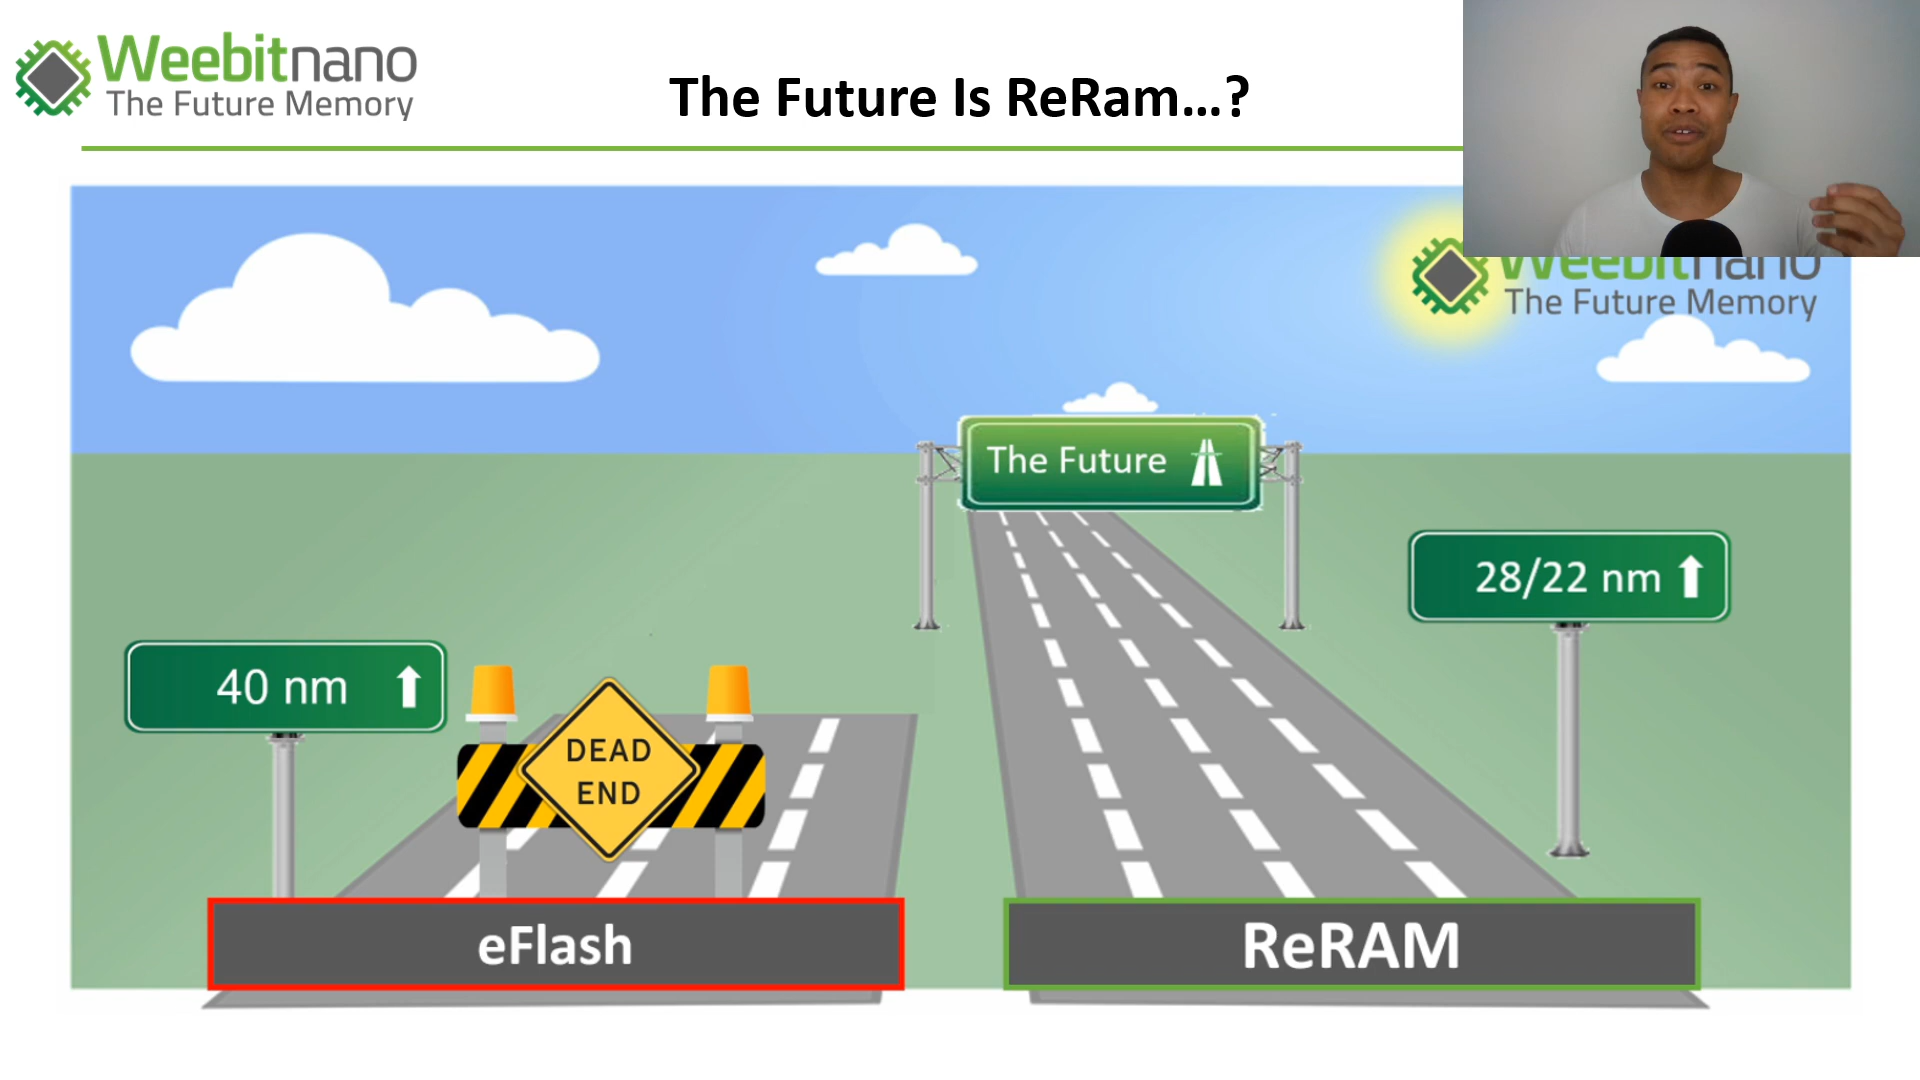 Weebitnano
The Future Memory
The Future Is ReRam...?
Weebitnano
The Future Memory
The Future
28/22 nm
40 nm
DEAD
END
eFlash
ReRAM